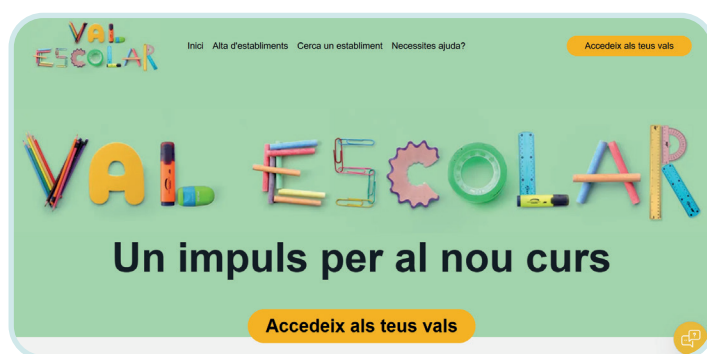 VAL
ESCOLAR
Inici Alta d'establiments Cerca un establiment Necessites ajuda?
Accedeix als teus vals
VAL ESCOLAR
Un impuls per al nou curs
Accedeix als teus vals